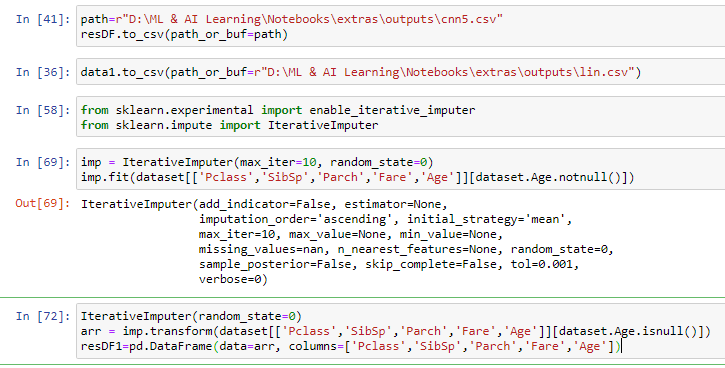 In [41]: path=r"D:\ML & AI Learning\Notebooks\extras\outputs\cnn5.csv"
resDF.to_csv(path_or_buf=path)
In [36]: data1.to_csv(path_or_buf=r"D:\ML & AI Learning\Notebooks\extras\outputs\lin.csv")
In [58]: from sklearn.experimental import enable_iterative_imputer
from sklearn.impute import IterativeImputer
In [69]: imp = IterativeImputer(max_iter=10, random_state=0)
imp.fit(dataset[['Pclass','SibSp','Parch','Fare','Age']][dataset.Age.notnull()])
Out[69]: IterativeImputer(add_indicator=False, estimator=None,
imputation_order='ascending', initial_strategy='mean',
max_iter=10, max_value=None, min_value=None,
missing_values=nan, n_nearest_features=None, random_state=0,
sample_posterior=False, skip_complete=False, tol=0.001,
verbose=0)
In [72]: IterativeImputer(random_state=0)
arr = imp.transform(dataset[['Pclass','SibSp','Parch','Fare','Age']][dataset.Age.isnull()])
resDF1=pd.DataFrame(data=arr, columns=['Pclass','SibSp','Parch','Fare','Age'])